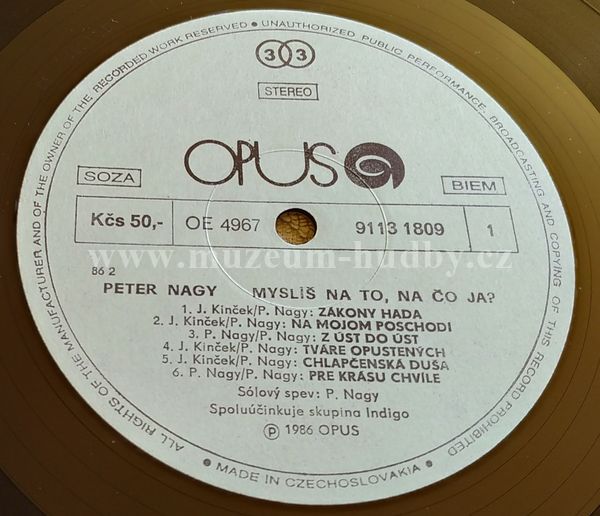 ALL RIGHTS OF THE MANUFACTURER AND OF THE OWNER OF THE RECORDED WORK RESERVED • UNAUTHORIZED PUBLIC PERFORMANCE, BROADCASTING AND COPYING OF THIS RECORD PROHIBITED
33
STEREO
OPUS
SOZA
BIEM
Kčs 50,- OE 4967 9113 1809 1
www.muzeum-hudby.cz
86 2
PETER NAGY MYSLÍŠ NA TO, NA ČO JA?
1. J. Kinček/P. Nagy: ZÁKONY HADA
2. J. Kinček/P. Nagy: NA MOJOM POSCHODÍ
3. P. Nagy/P. Nagy: Z ÚST DO ÚST
4. J. Kinček/P. Nagy: TVÁRE OPUSTENÝCH
5. J. Kinček/P. Nagy: CHLAPČENSKÁ DUŠA
6. P. Nagy/P. Nagy: PRE KRÁSU CHVÍLE
Sólový spev: P. Nagy
Spoluúčinkuje skupina Indigo
℗ 1986 OPUS
• MADE IN CZECHOSLOVAKIA •